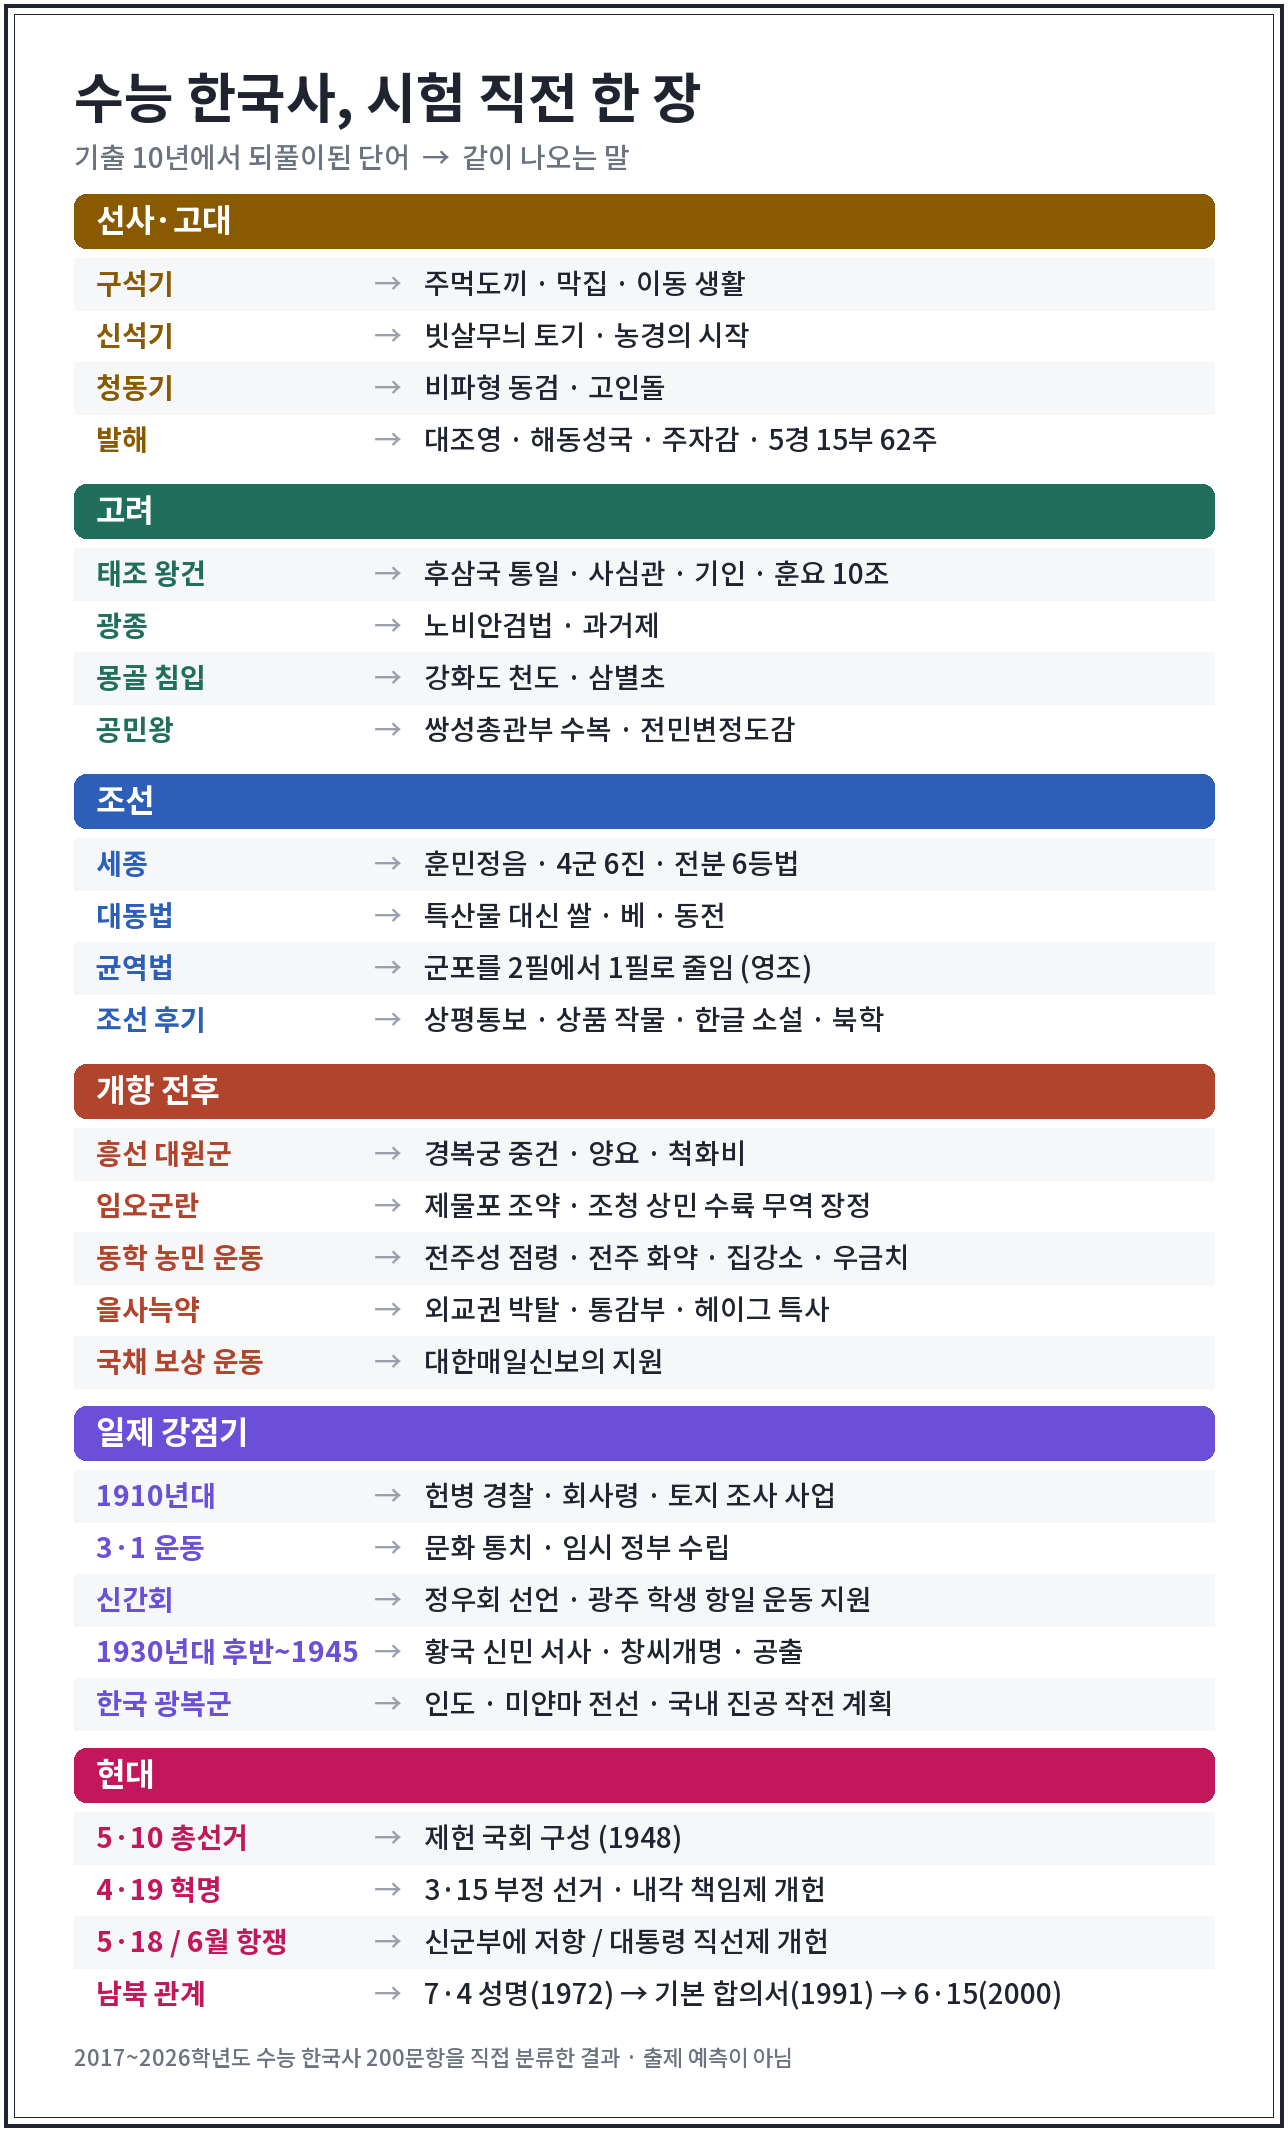 수능 한국사, 시험 직전 한 장
기출 10년에서 되풀이된 단어 → 같이 나오는 말
선사·고대
구석기 → 주먹도끼 · 막집 · 이동 생활
신석기 → 빗살무늬 토기 · 농경의 시작
청동기 → 비파형 동검 · 고인돌
발해 → 대조영 · 해동성국 · 주자감 · 5경 15부 62주
고려
태조 왕건 → 후삼국 통일 · 사심관 · 기인 · 훈요 10조
광종 → 노비안검법 · 과거제
몽골 침입 → 강화도 천도 · 삼별초
공민왕 → 쌍성총관부 수복 · 전민변정도감
조선
세종 → 훈민정음 · 4군 6진 · 전분 6등법
대동법 → 특산물 대신 쌀 · 베 · 동전
균역법 → 군포를 2필에서 1필로 줄임 (영조)
조선 후기 → 상평통보 · 상품 작물 · 한글 소설 · 북학
개항 전후
흥선 대원군 → 경복궁 중건 · 양요 · 척화비
임오군란 → 제물포 조약 · 조청 상민 수륙 무역 장정
동학 농민 운동 → 전주성 점령 · 전주 화약 · 집강소 · 우금치
을사늑약 → 외교권 박탈 · 통감부 · 헤이그 특사
국채 보상 운동 → 대한매일신보의 지원
일제 강점기
1910년대 → 헌병 경찰 · 회사령 · 토지 조사 사업
3·1 운동 → 문화 통치 · 임시 정부 수립
신간회 → 정우회 선언 · 광주 학생 항일 운동 지원
1930년대 후반~1945 → 황국 신민 서사 · 창씨개명 · 공출
한국 광복군 → 인도 · 미얀마 전선 · 국내 진공 작전 계획
현대
5·10 총선거 → 제헌 국회 구성 (1948)
4·19 혁명 → 3·15 부정 선거 · 내각 책임제 개헌
5·18 / 6월 항쟁 → 신군부에 저항 / 대통령 직선제 개헌
남북 관계 → 7·4 성명(1972) → 기본 합의서(1991) → 6·15(2000)
2017~2026학년도 수능 한국사 200문항을 직접 분류한 결과 · 출제 예측이 아님